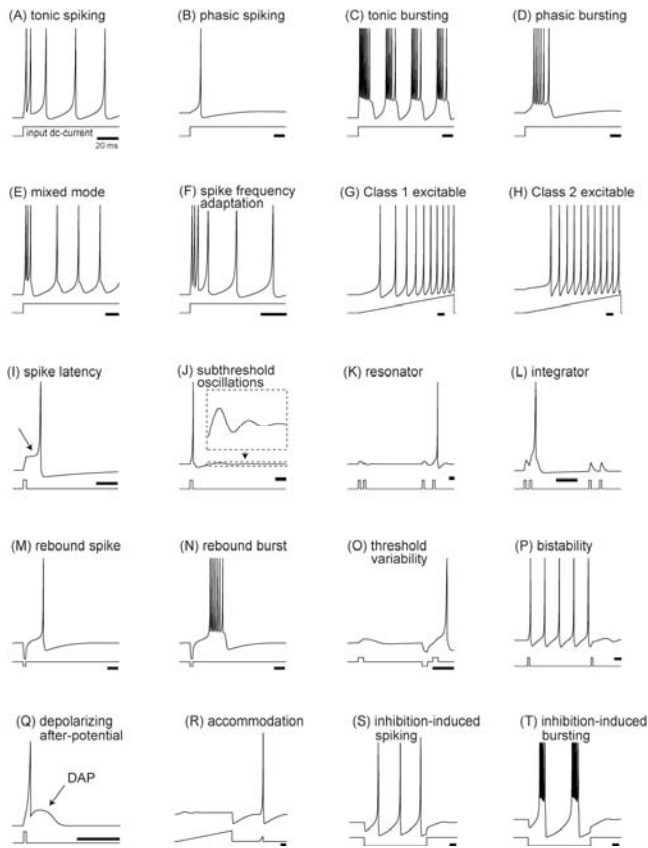 (A) tonic spiking
(B) phasic spiking
(C) tonic bursting
(D) phasic bursting
input dc-current
20 ms
(E) mixed mode
(F) spike frequency
adaptation
(G) Class 1 excitable
(H) Class 2 excitable
(I) spike latency
(J) subthreshold
oscillations
(K) resonator
(L) integrator
(M) rebound spike
(N) rebound burst
(O) threshold
variability
(P) bistability
(Q) depolarizing
after-potential
DAP
(R) accommodation
(S) inhibition-induced
spiking
(T) inhibition-induced
bursting